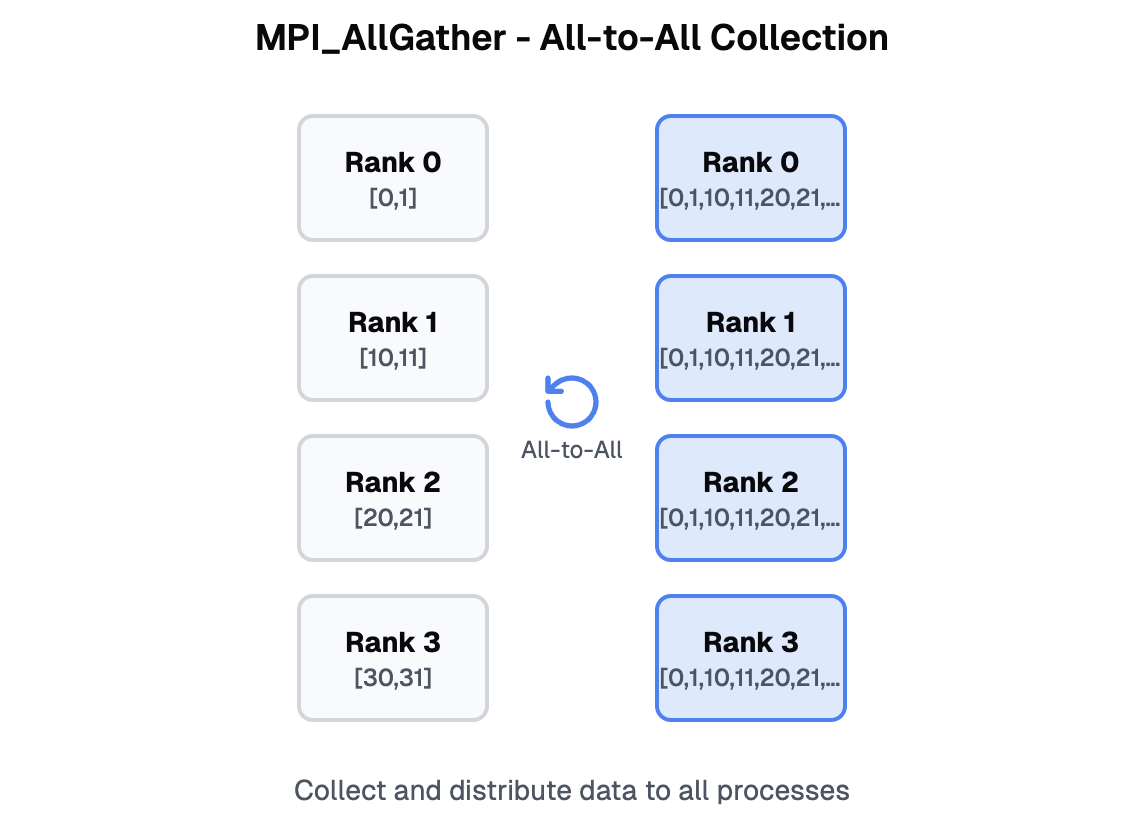 MPI_AllGather - All-to-All Collection
Rank 0
[0,1]
Rank 0
[0,1,10,11,20,21,...
Rank 1
[10,11]
Rank 1
[0,1,10,11,20,21,...
All-to-All
Rank 2
[20,21]
Rank 2
[0,1,10,11,20,21,...
Rank 3
[30,31]
Rank 3
[0,1,10,11,20,21,...
Collect and distribute data to all processes